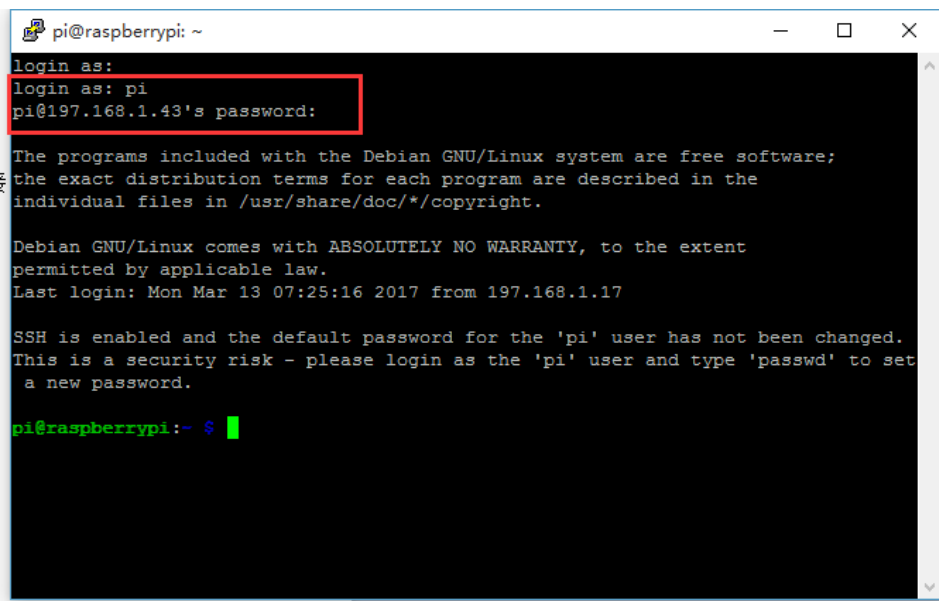 pi@raspberrypi: ~
login as:
login as: pi
pi@197.168.1.43's password:
The programs included with the Debian GNU/Linux system are free software;
the exact distribution terms for each program are described in the
individual files in /usr/share/doc/*/copyright.
Debian GNU/Linux comes with ABSOLUTELY NO WARRANTY, to the extent
permitted by applicable law.
Last login: Mon Mar 13 07:25:16 2017 from 197.168.1.17
SSH is enabled and the default password for the 'pi' user has not been changed.
This is a security risk - please login as the 'pi' user and type 'passwd' to set
a new password.
pi@raspberrypi:~ $